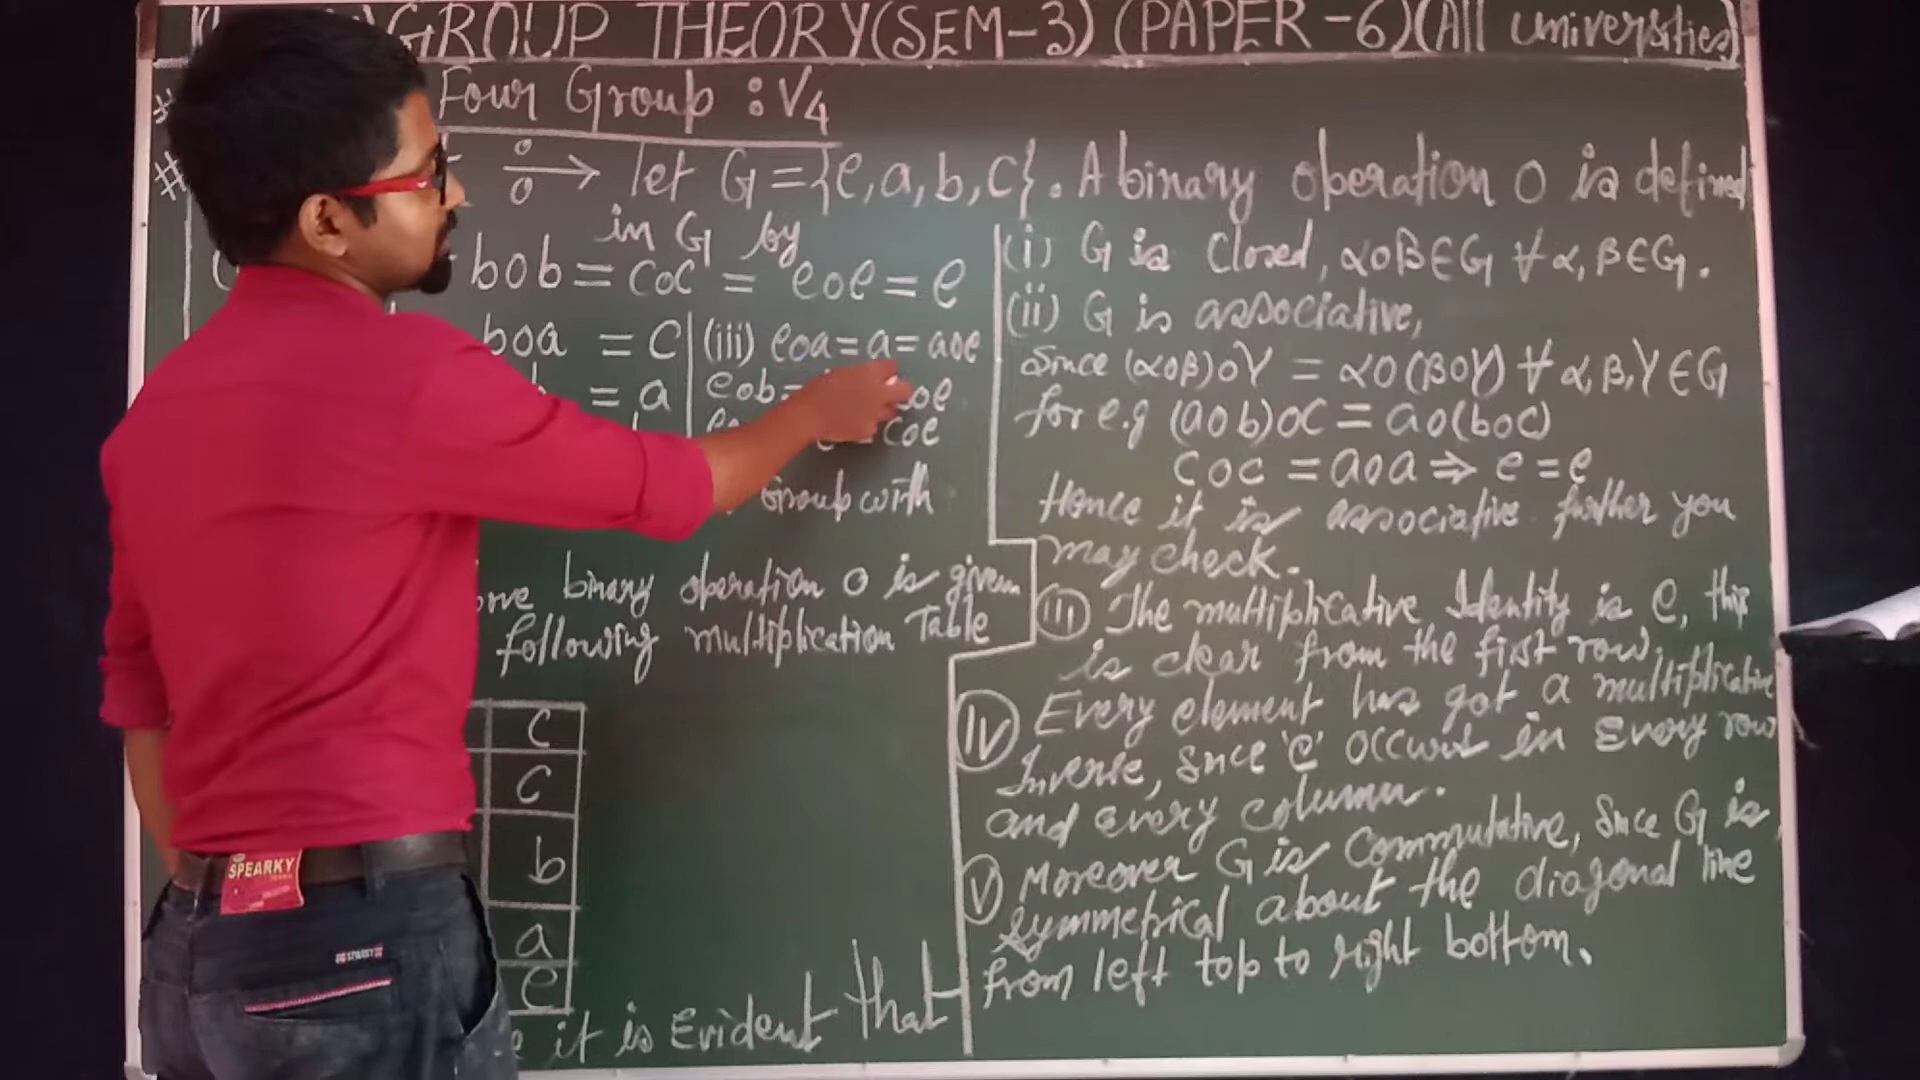 GROUP THEORY(SEM-3) (PAPER-6)(All universities)
# Four Group : V4
# let G={e,a,b,c}. A binary operation o is defined
in G by
bob = coc = eoe = e
boa = c
= a
(iii) eoa = a = aoe
eob= oe
= coe
Group with
binary operation o is given
following multiplication Table
c
c
b
a
e
it is Evident that
(i) G is Closed, αoβ∈G ∀ α, β∈G.
(ii) G is associative,
Since (αoβ)oγ = αo(βoγ) ∀ α, β, γ ∈ G
for e.g (aob)oc = ao(boc)
coc = aoa ⇒ e = e
Hence it is associative further you
may check.
(iii) The multiplicative Identity is e, this
is clear from the first row.
(iv) Every element has got a multiplicative
Inverse, Since 'e' occurs in Every row
and every column.
(v) Moreover G is Commutative, Since G is
symmetrical about the diagonal line
from left top to right bottom.
SPEARKY